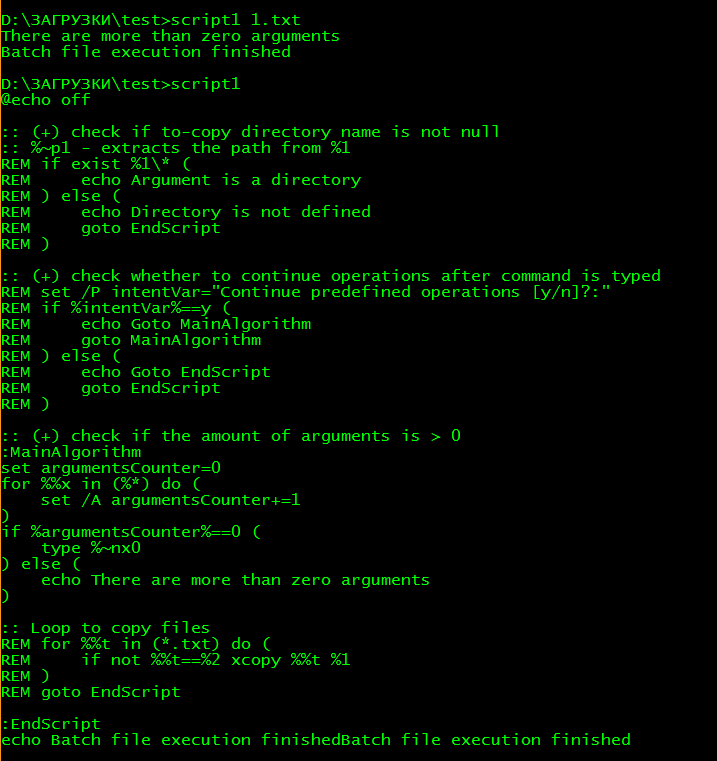 D:\ЗАГРУЗКИ\test>script1 1.txt
There are more than zero arguments
Batch file execution finished
D:\ЗАГРУЗКИ\test>script1
@echo off
:: (+) check if to-copy directory name is not null
:: %~p1 - extracts the path from %1
REM if exist %1\* (
REM     echo Argument is a directory
REM ) else (
REM     echo Directory is not defined
REM     goto EndScript
REM )
:: (+) check whether to continue operations after command is typed
REM set /P intentVar="Continue predefined operations [y/n]?:"
REM if %intentVar%==y (
REM     echo Goto MainAlgorithm
REM     goto MainAlgorithm
REM ) else (
REM     echo Goto EndScript
REM     goto EndScript
REM )
:: (+) check if the amount of arguments is > 0
:MainAlgorithm
set argumentsCounter=0
for %%x in (%*) do (
    set /A argumentsCounter+=1
)
if %argumentsCounter%==0 (
    type %~nx0
) else (
    echo There are more than zero arguments
)
:: Loop to copy files
REM for %%t in (*.txt) do (
REM     if not %%t==%2 xcopy %%t %1
REM )
REM goto EndScript
:EndScript
echo Batch file execution finishedBatch file execution finished